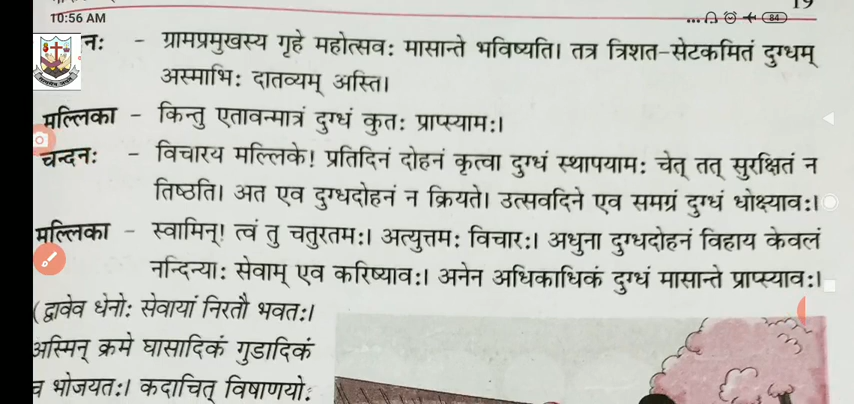 19
10:56 AM
84
नः - ग्रामप्रमुखस्य गृहे महोत्सवः मासान्ते भविष्यति। तत्र त्रिशत-सेटकमितं दुग्धम्
अस्माभिः दातव्यम् अस्ति।
मल्लिका - किन्तु एतावन्मात्रं दुग्धं कुतः प्राप्स्यामः।
चन्दनः - विचारय मल्लिके! प्रतिदिनं दोहनं कृत्वा दुग्धं स्थापयामः चेत् तत् सुरक्षितं न
तिष्ठति। अत एव दुग्धदोहनं न क्रियते। उत्सवदिने एव समग्रं दुग्धं धोक्ष्यावः।
मल्लिका - स्वामिन्! त्वं तु चतुरतमः। अत्युत्तमः विचारः। अधुना दुग्धदोहनं विहाय केवलं
नन्दिन्याः सेवाम् एव करिष्यावः। अनेन अधिकाधिकं दुग्धं मासान्ते प्राप्स्यावः।
(द्वावेव धेनोः सेवायां निरतौ भवतः।
अस्मिन् क्रमे घासादिकं गुडादिकं
च भोजयतः। कदाचित् विषाणयोः